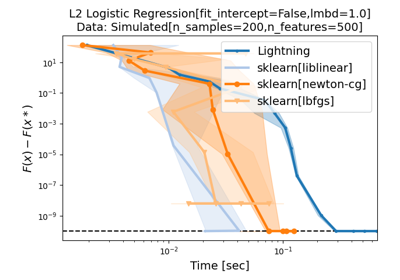 L2 Logistic Regression[fit_intercept=False,lmbd=1.0]
Data: Simulated[n_samples=200,n_features=500]
Lightning
sklearn[liblinear]
sklearn[newton-cg]
sklearn[lbfgs]
10¹
10⁻¹
10⁻³
10⁻⁵
10⁻⁷
10⁻⁹
F(x) − F(x*)
10⁻² 10⁻¹
Time [sec]